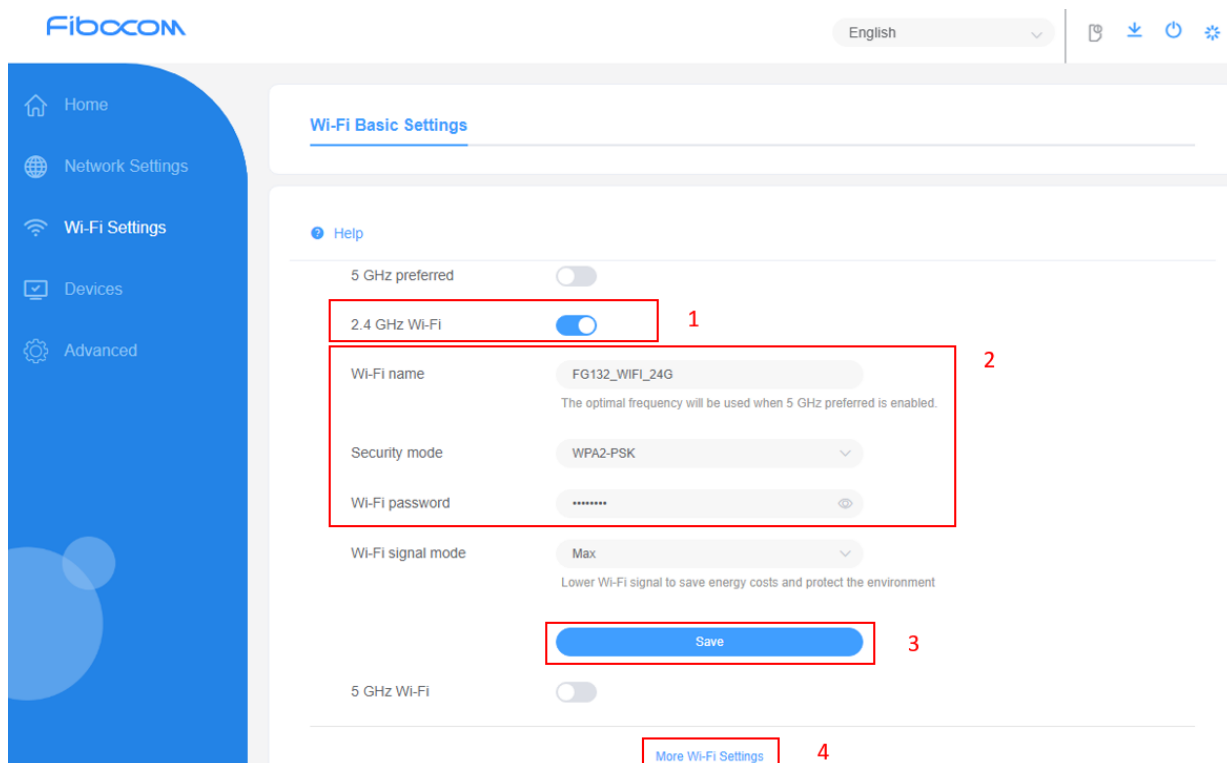 Fibocom
English
Home
Network Settings
Wi-Fi Settings
Devices
Advanced
Wi-Fi Basic Settings
Help
5 GHz preferred
2.4 GHz Wi-Fi
1
2
Wi-Fi name FG132_WIFI_24G
The optimal frequency will be used when 5 GHz preferred is enabled.
Security mode WPA2-PSK
Wi-Fi password ••••••••
Wi-Fi signal mode Max
Lower Wi-Fi signal to save energy costs and protect the environment
Save 3
5 GHz Wi-Fi
More Wi-Fi Settings 4